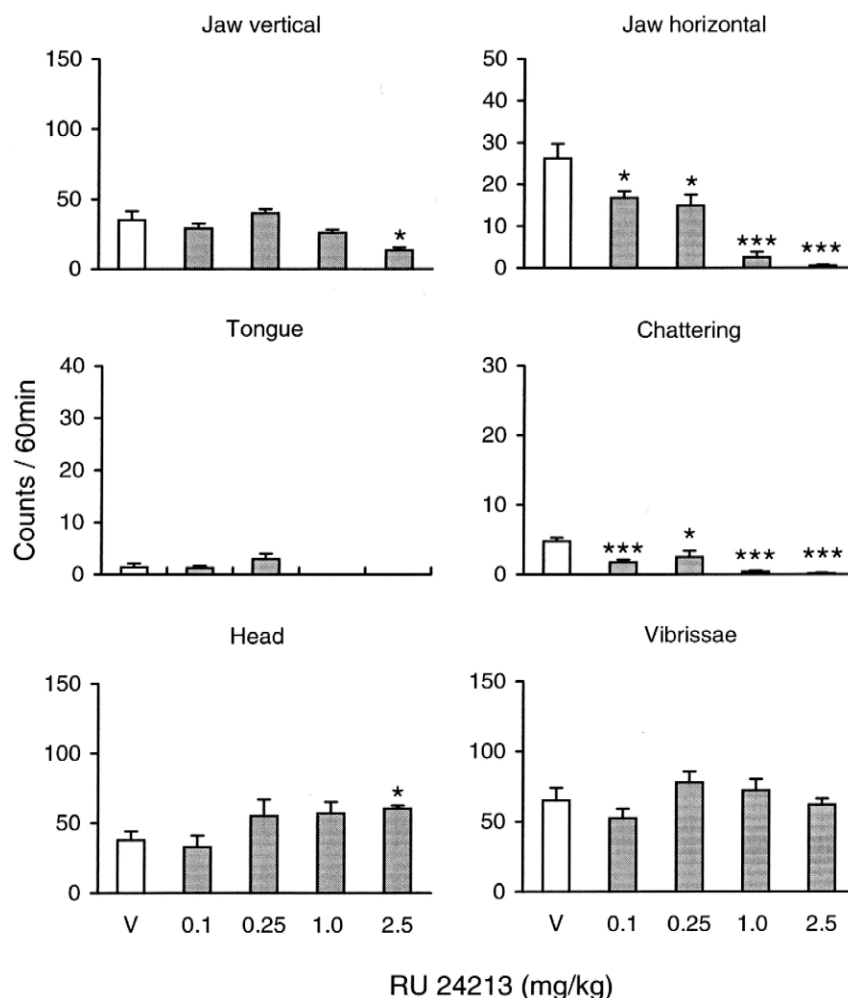 Jaw vertical
150
100
50
0
*
Jaw horizontal
50
40
30
20
10
0
* * *** ***
Counts / 60min
Tongue
40
30
20
10
0
Chattering
30
20
10
0
*** * *** ***
Head
150
100
50
0
*
V 0.1 0.25 1.0 2.5
Vibrissae
150
100
50
0
V 0.1 0.25 1.0 2.5
RU 24213 (mg/kg)